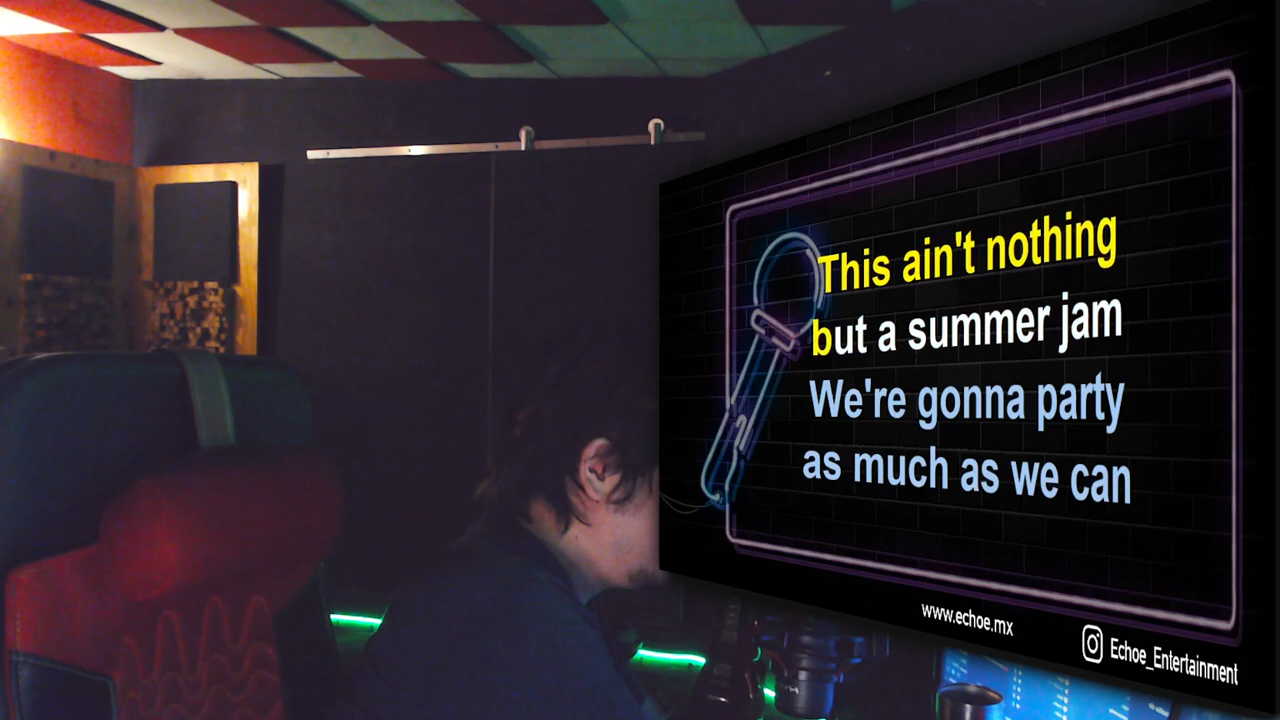 This ain't nothing
but a summer jam
We're gonna party
as much as we can
www.echoe.mx
Echoe_Entertainment